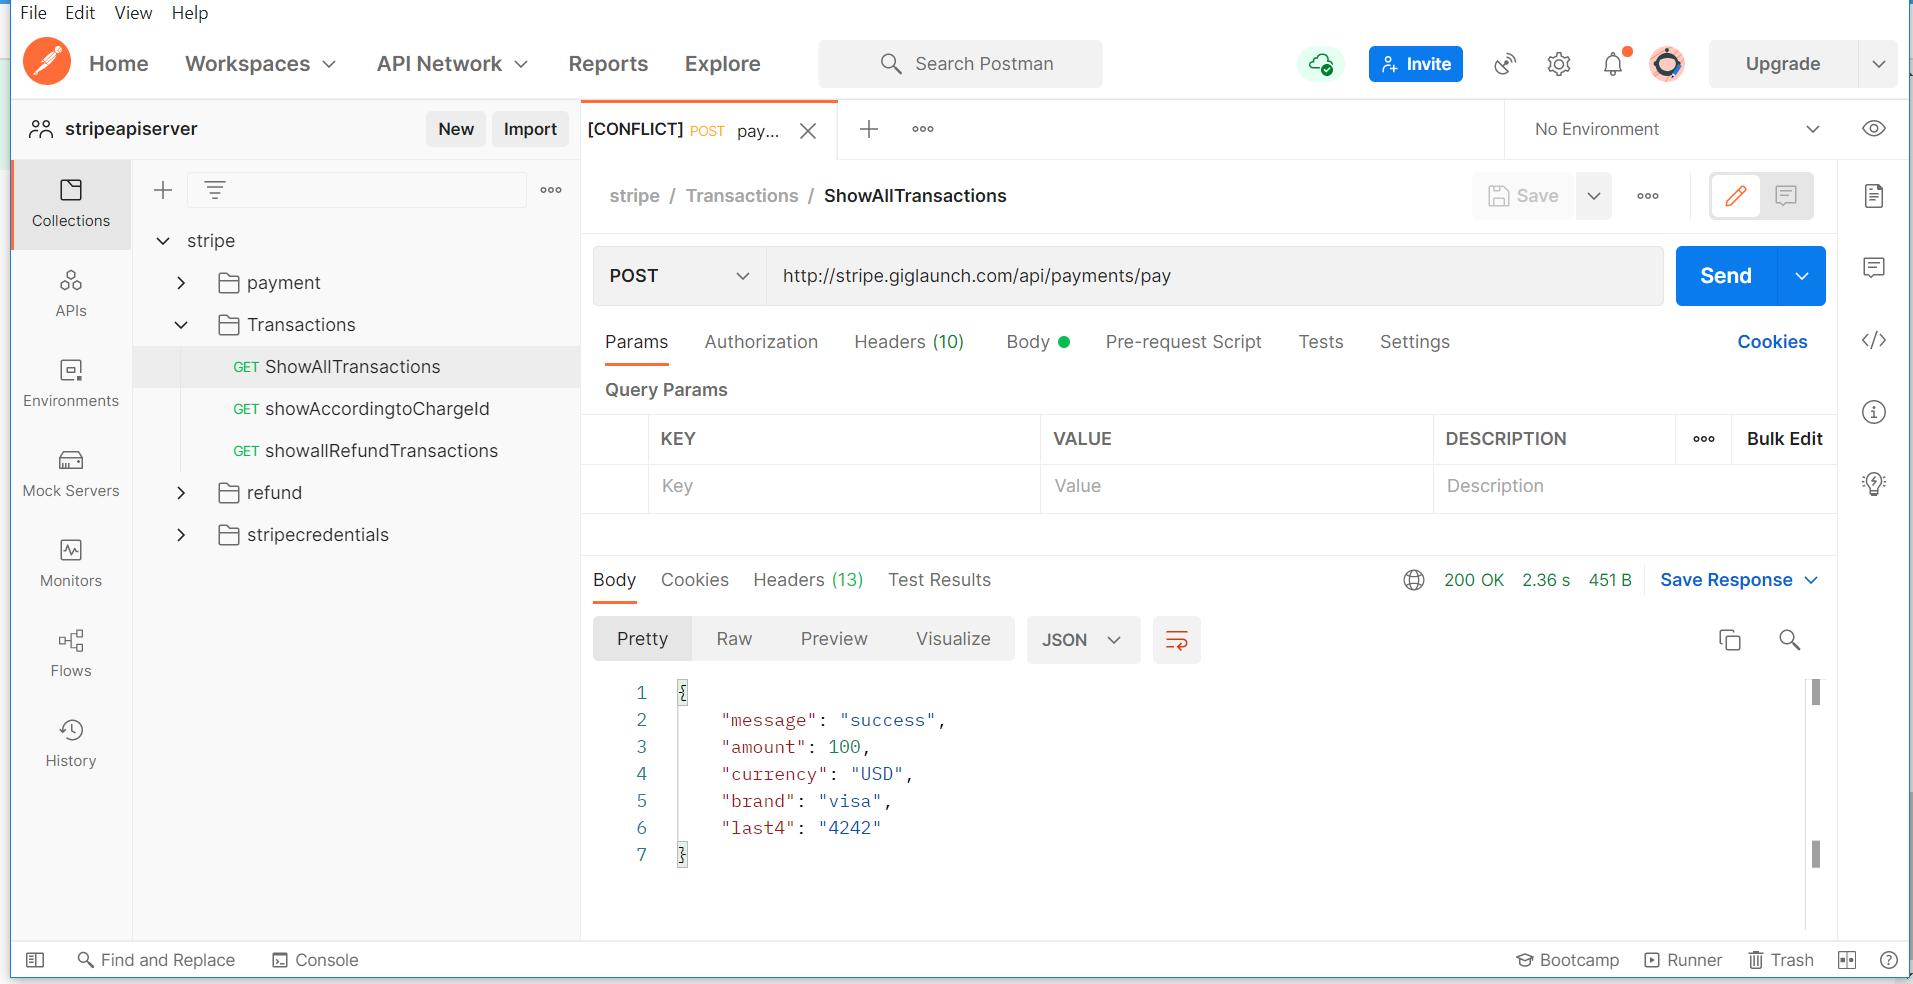 File Edit View Help
Home Workspaces API Network Reports Explore Search Postman Invite Upgrade
stripeapiserver New Import [CONFLICT] POST pay... No Environment
Collections
APIs
Environments
Mock Servers
Monitors
Flows
History
stripe
payment
Transactions
GET ShowAllTransactions
GET showAccordingtoChargeId
GET showallRefundTransactions
refund
stripecredentials
stripe / Transactions / ShowAllTransactions Save
POST http://stripe.giglaunch.com/api/payments/pay Send
Params Authorization Headers (10) Body Pre-request Script Tests Settings Cookies
Query Params
KEY VALUE DESCRIPTION Bulk Edit
Key Value Description
Body Cookies Headers (13) Test Results 200 OK 2.36 s 451 B Save Response
Pretty Raw Preview Visualize JSON
1 {
2 "message": "success",
3 "amount": 100,
4 "currency": "USD",
5 "brand": "visa",
6 "last4": "4242"
7 }
Find and Replace Console Bootcamp Runner Trash